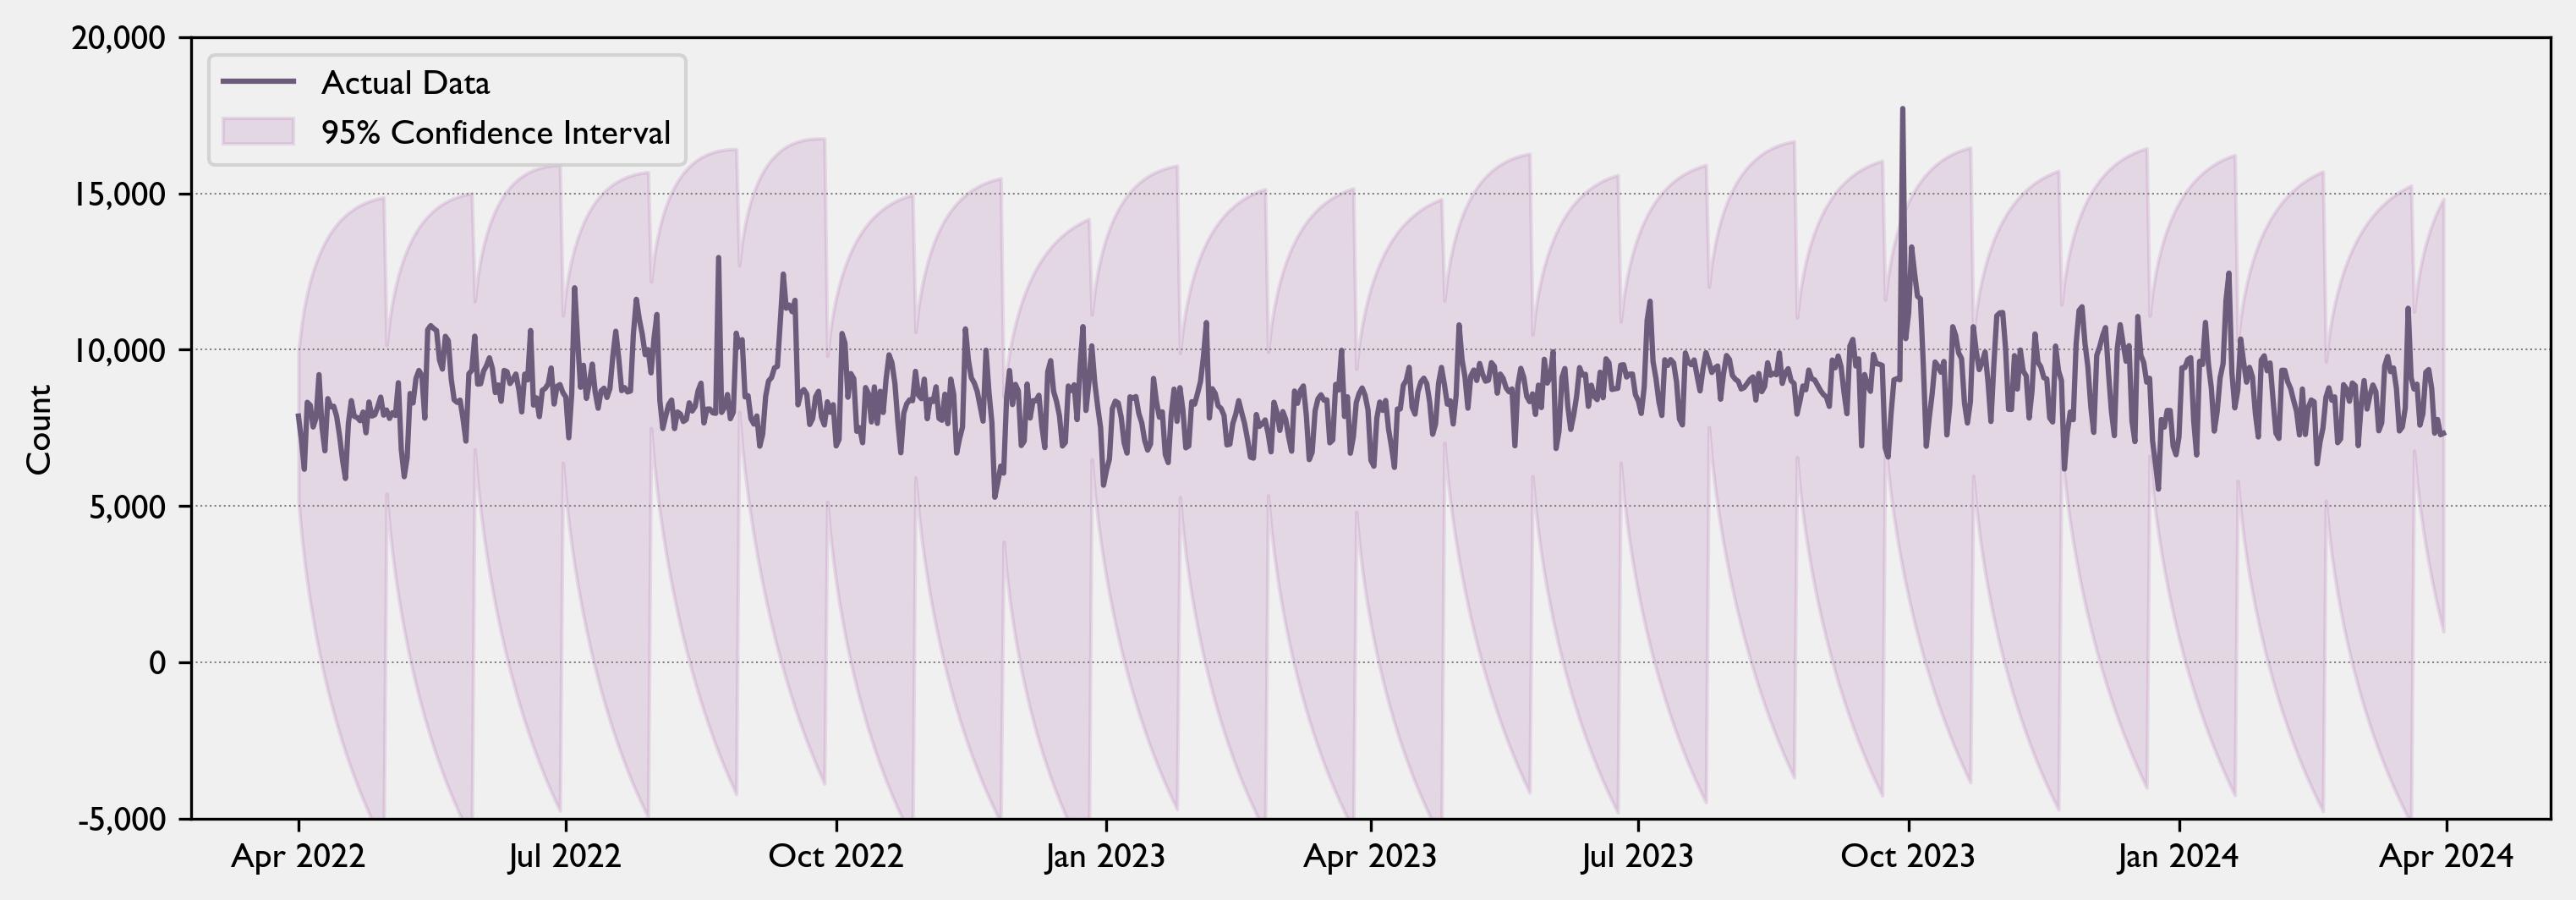 20,000
Actual Data
95% Confidence Interval
15,000
10,000
Count
5,000
0
-5,000
Apr 2022 Jul 2022 Oct 2022 Jan 2023 Apr 2023 Jul 2023 Oct 2023 Jan 2024 Apr 2024